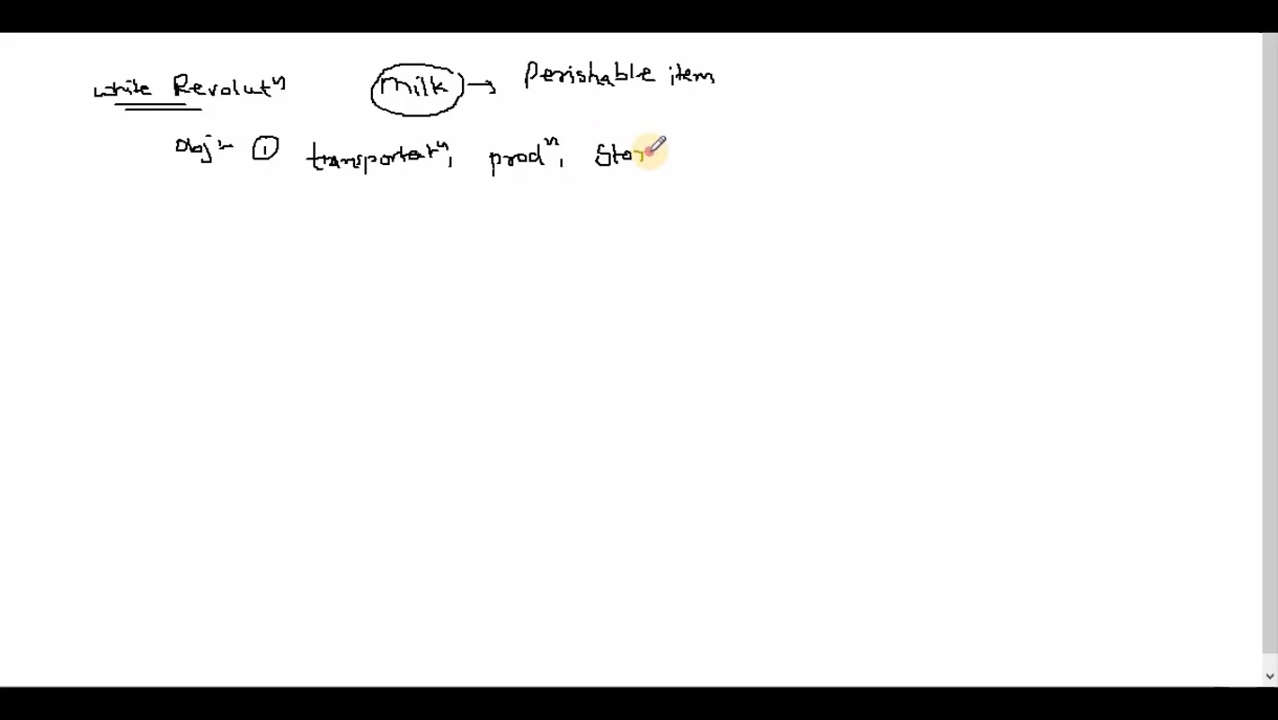 white Revolutⁿ Milk → Perishable item
Obj:- ① transportatⁿ, prodⁿ, Stor